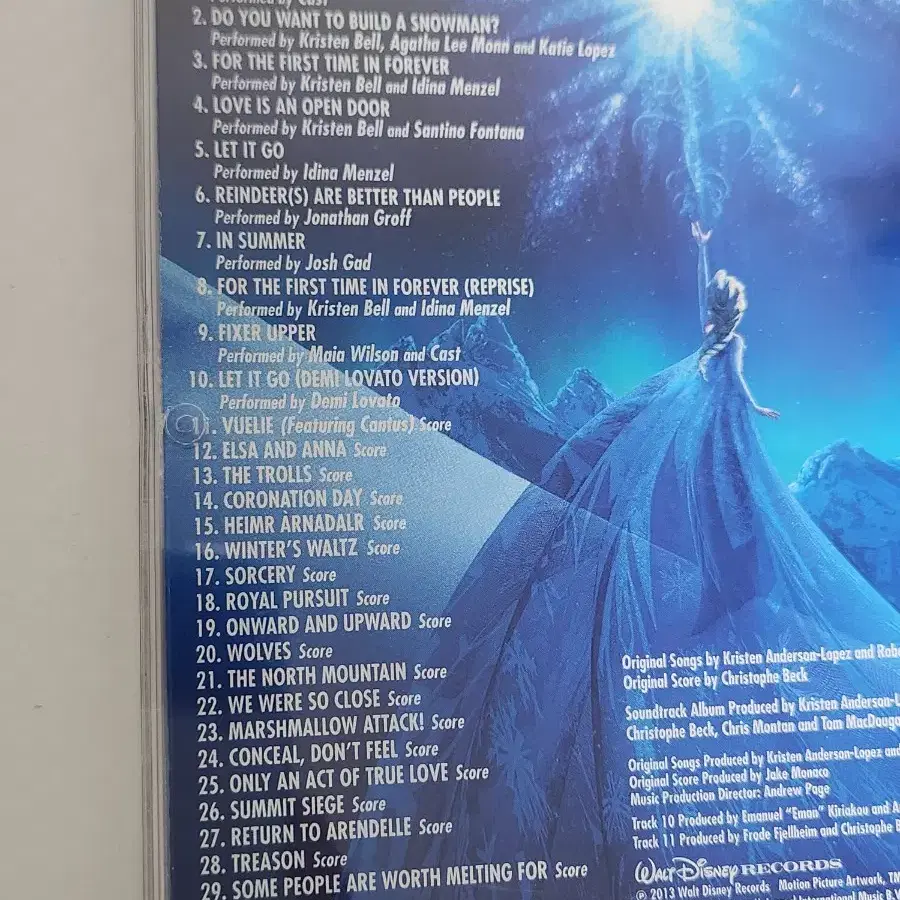 Performed by Cast
2. DO YOU WANT TO BUILD A SNOWMAN?
Performed by Kristen Bell, Agatha Lee Monn and Katie Lopez
3. FOR THE FIRST TIME IN FOREVER
Performed by Kristen Bell and Idina Menzel
4. LOVE IS AN OPEN DOOR
Performed by Kristen Bell and Santino Fontana
5. LET IT GO
Performed by Idina Menzel
6. REINDEER(S) ARE BETTER THAN PEOPLE
Performed by Jonathan Groff
7. IN SUMMER
Performed by Josh Gad
8. FOR THE FIRST TIME IN FOREVER (REPRISE)
Performed by Kristen Bell and Idina Menzel
9. FIXER UPPER
Performed by Maia Wilson and Cast
10. LET IT GO (DEMI LOVATO VERSION)
Performed by Demi Lovato
11. VUELIE (Featuring Cantus) Score
12. ELSA AND ANNA Score
13. THE TROLLS Score
14. CORONATION DAY Score
15. HEIMR ÀRNADALR Score
16. WINTER'S WALTZ Score
17. SORCERY Score
18. ROYAL PURSUIT Score
19. ONWARD AND UPWARD Score
20. WOLVES Score
21. THE NORTH MOUNTAIN Score
22. WE WERE SO CLOSE Score
23. MARSHMALLOW ATTACK! Score
24. CONCEAL, DON'T FEEL Score
25. ONLY AN ACT OF TRUE LOVE Score
26. SUMMIT SIEGE Score
27. RETURN TO ARENDELLE Score
28. TREASON Score
29. SOME PEOPLE ARE WORTH MELTING FOR Score
Original Songs by Kristen Anderson-Lopez and
Original Score by Christophe Beck
Soundtrack Album Produced by Kristen
Christophe Beck, Chris Montan and Tom
Original Songs Produced by Kristen Anderson-Lopez and
Original Score Produced by Jake Monaco
Music Production Director: Andrew Page
Track 10 Produced by Emanuel "Eman" Kiriakou and
Track 11 Produced by Frode Fjellheim and Christophe
WALT DISNEY RECORDS
℗ 2013 Walt Disney Records Motion Picture Artwork,
International Music